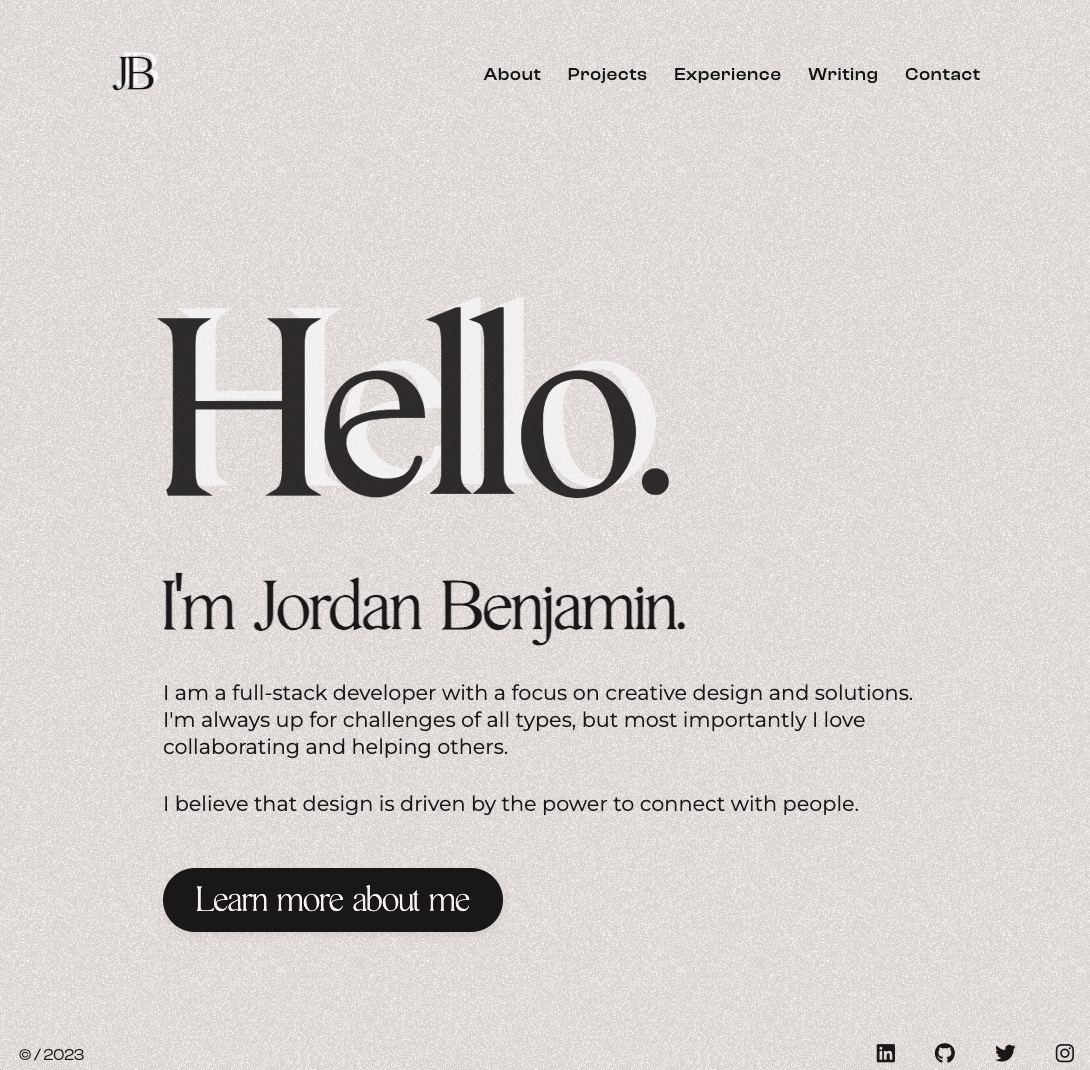 JB
About Projects Experience Writing Contact
Hello.
I'm Jordan Benjamin.
I am a full-stack developer with a focus on creative design and solutions.
I'm always up for challenges of all types, but most importantly I love
collaborating and helping others.
I believe that design is driven by the power to connect with people.
Learn more about me
© / 2023